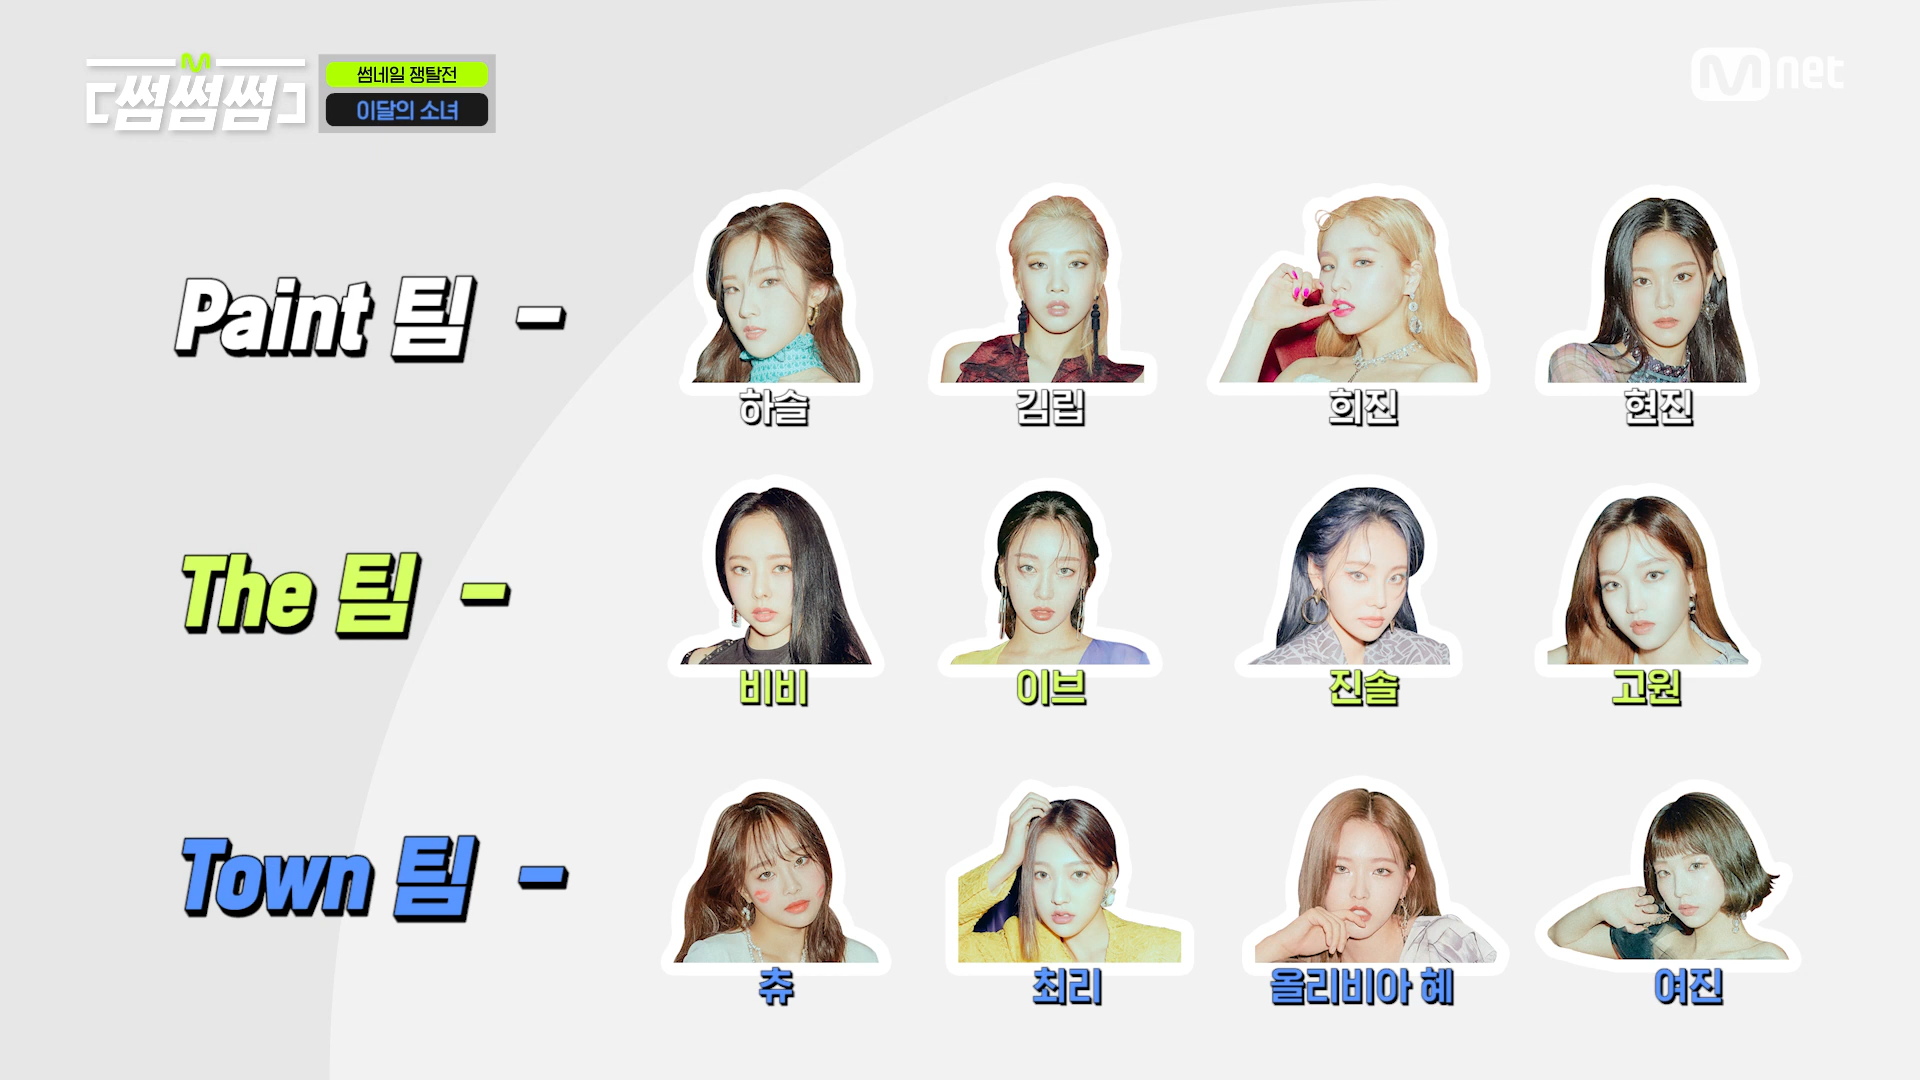 [썸썸썸]
썸네일 쟁탈전
이달의 소녀
Mnet
Paint 팀 -
하슬 김립 희진 현진
The 팀 -
비비 이브 진솔 고원
Town 팀 -
츄 최리 올리비아 혜 여진